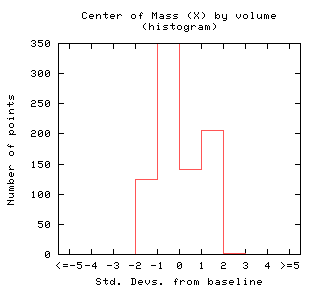 Center of Mass (X) by volume
(histogram)
Number of points
350
300
250
200
150
100
50
0
<=-5 -4 -3 -2 -1 0 1 2 3 4 >=5
Std. Devs. from baseline